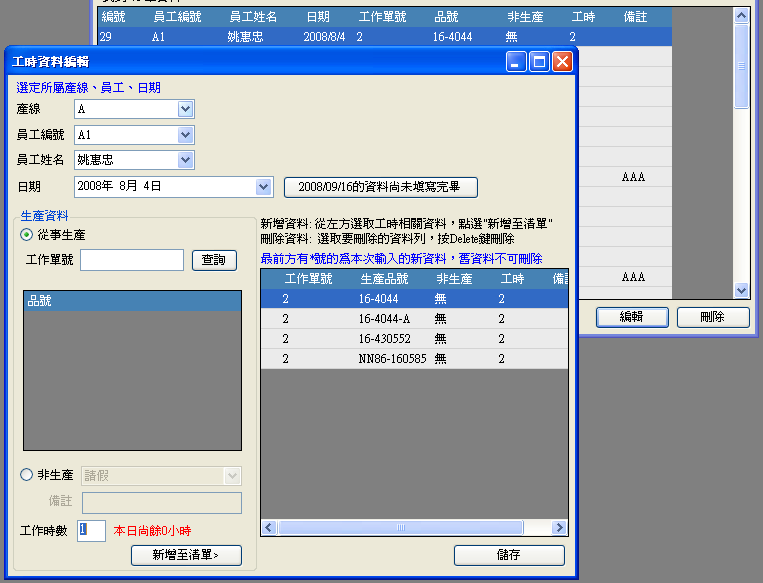 編號 員工編號 員工姓名 日期 工作單號 品號 非生產 工時 備註
29 A1 姚惠忠 2008/8/4 2 16-4044 無 2
AAA
AAA
編輯 刪除
工時資料編輯
選定所屬產線、員工、日期
產線 A
員工編號 A1
員工姓名 姚惠忠
日期 2008年 8月 4日 2008/09/16的資料尚未填寫完畢
生產資料
從事生產
工作單號 查詢
品號
非生產 請假
備註
工作時數 1 本日尚餘0小時
新增至清單>
新增資料: 從左方選取工時相關資料，點選"新增至清單"
刪除資料: 選取要刪除的資料列，按Delete鍵刪除
最前方有*號的為本次輸入的新資料，舊資料不可刪除
工作單號 生產品號 非生產 工時 備
2 16-4044 無 2
2 16-4044-A 無 2
2 16-430552 無 2
2 NN86-160585 無 2
儲存